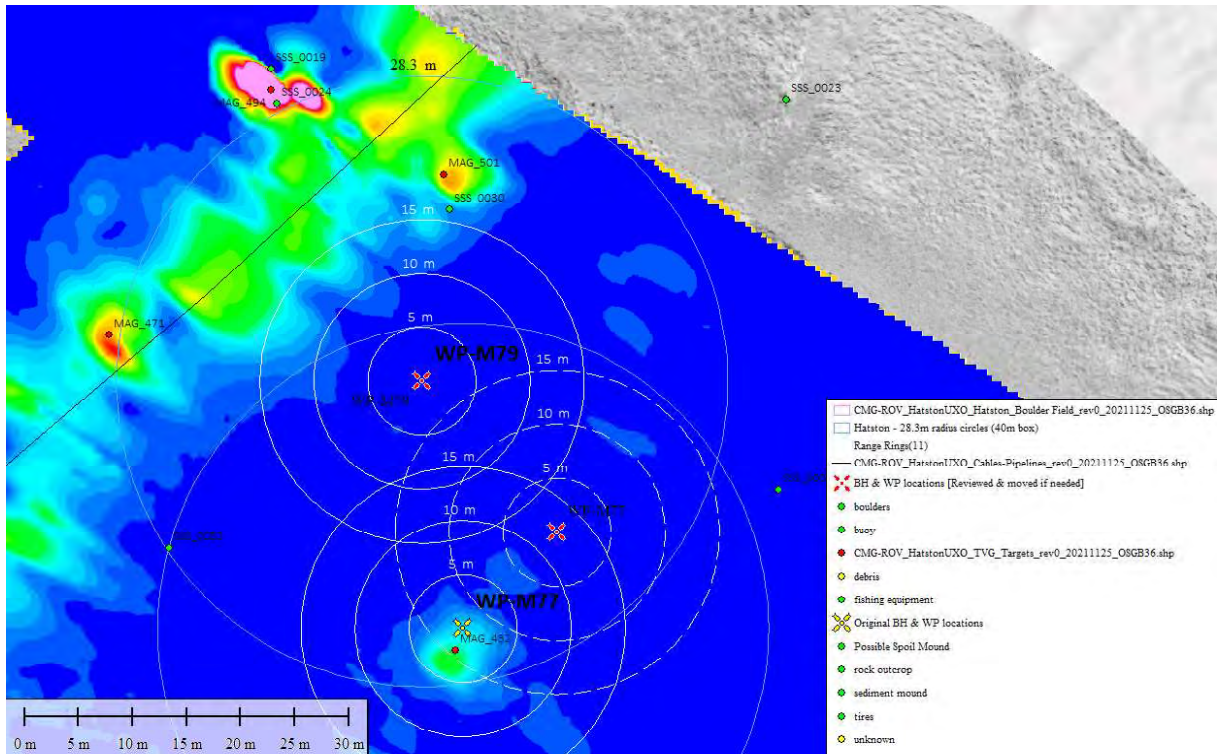 SSS_0019
28.3 m
SSS_0024
MAG_494
SSS_0023
MAG_501
SSS_0030
15 m
10 m
5 m
MAG_471
WP-M79
15 m
10 m
15 m
5 m
10 m
5 m
WP-M77
MAG_482
CMG-ROV_HatstonUXO_Hatston_Boulder Field_rev0_20211125_OSGB36.shp
Hatston - 28.3m radius circles (40m box)
Range Rings(11)
CMG-ROV_HatstonUXO_Cables-Pipelines_rev0_20211125_OSGB36.shp
BH & WP locations [Reviewed & moved if needed]
boulders
buoy
CMG-ROV_HatstonUXO_TVG_Targets_rev0_20211125_OSGB36.shp
debris
fishing equipment
Original BH & WP locations
Possible Spoil Mound
rock outcrop
sediment mound
tires
unknown
0 m 5 m 10 m 15 m 20 m 25 m 30 m